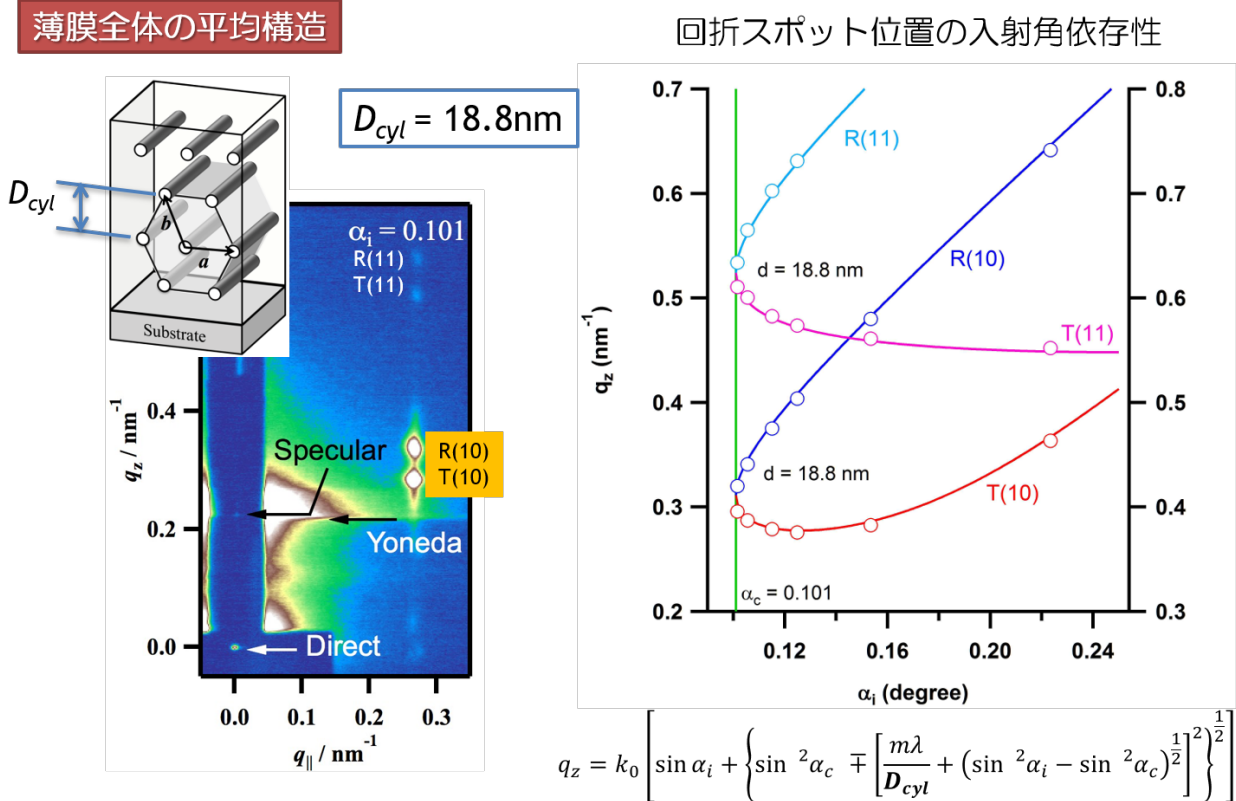 薄膜全体の平均構造
回折スポット位置の入射角依存性
D_cyl = 18.8nm
D_cyl
b
a
Substrate
α_i = 0.101
R(11)
T(11)
R(10)
T(10)
Specular
Yoneda
Direct
q_z / nm^-1
0.4
0.2
0.0
0.0 0.1 0.2 0.3
q_|| / nm^-1
0.7
0.6
0.5
0.4
0.3
0.2
q_z (nm^-1)
R(11)
R(10)
d = 18.8 nm
T(11)
d = 18.8 nm
T(10)
α_c = 0.101
0.8
0.7
0.6
0.5
0.4
0.3
0.12 0.16 0.20 0.24
α_i (degree)
q_z = k_0 [sin α_i + {sin ^2α_c ∓ [mλ/D_cyl + (sin ^2α_i − sin ^2α_c)^(1/2)]^2}^(1/2)]